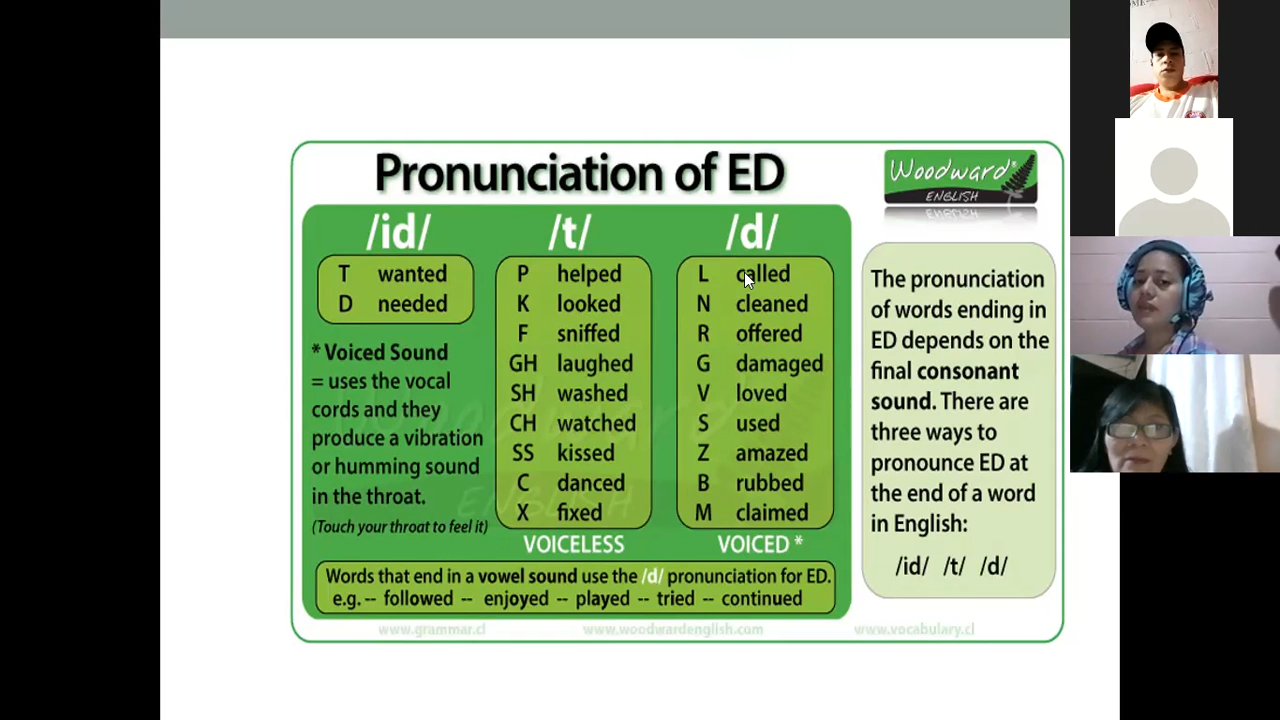 Pronunciation of ED
Woodward®
ENGLISH
/id/
T wanted
D needed
* Voiced Sound
= uses the vocal
cords and they
produce a vibration
or humming sound
in the throat.
(Touch your throat to feel it)
/t/
P helped
K looked
F sniffed
GH laughed
SH washed
CH watched
SS kissed
C danced
X fixed
VOICELESS
/d/
L called
N cleaned
R offered
G damaged
V loved
S used
Z amazed
B rubbed
M claimed
VOICED *
Words that end in a vowel sound use the /d/ pronunciation for ED.
e.g. -- followed -- enjoyed -- played -- tried -- continued
The pronunciation
of words ending in
ED depends on the
final consonant
sound. There are
three ways to
pronounce ED at
the end of a word
in English:
/id/ /t/ /d/
www.grammar.cl www.woodwardenglish.com www.vocabulary.cl